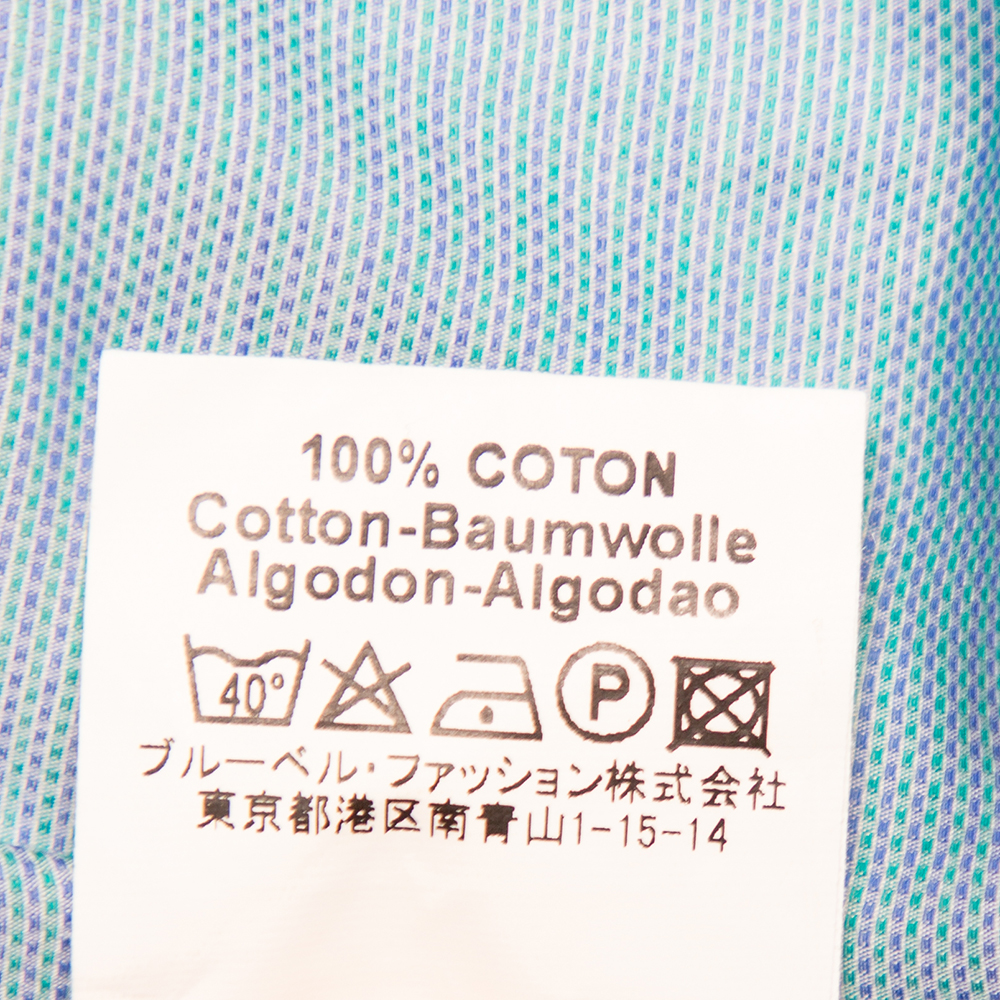 100% COTON
Cotton-Baumwolle
Algodon-Algodao
40° P
ブルーベル・ファッション株式会社
東京都港区南青山1-15-14